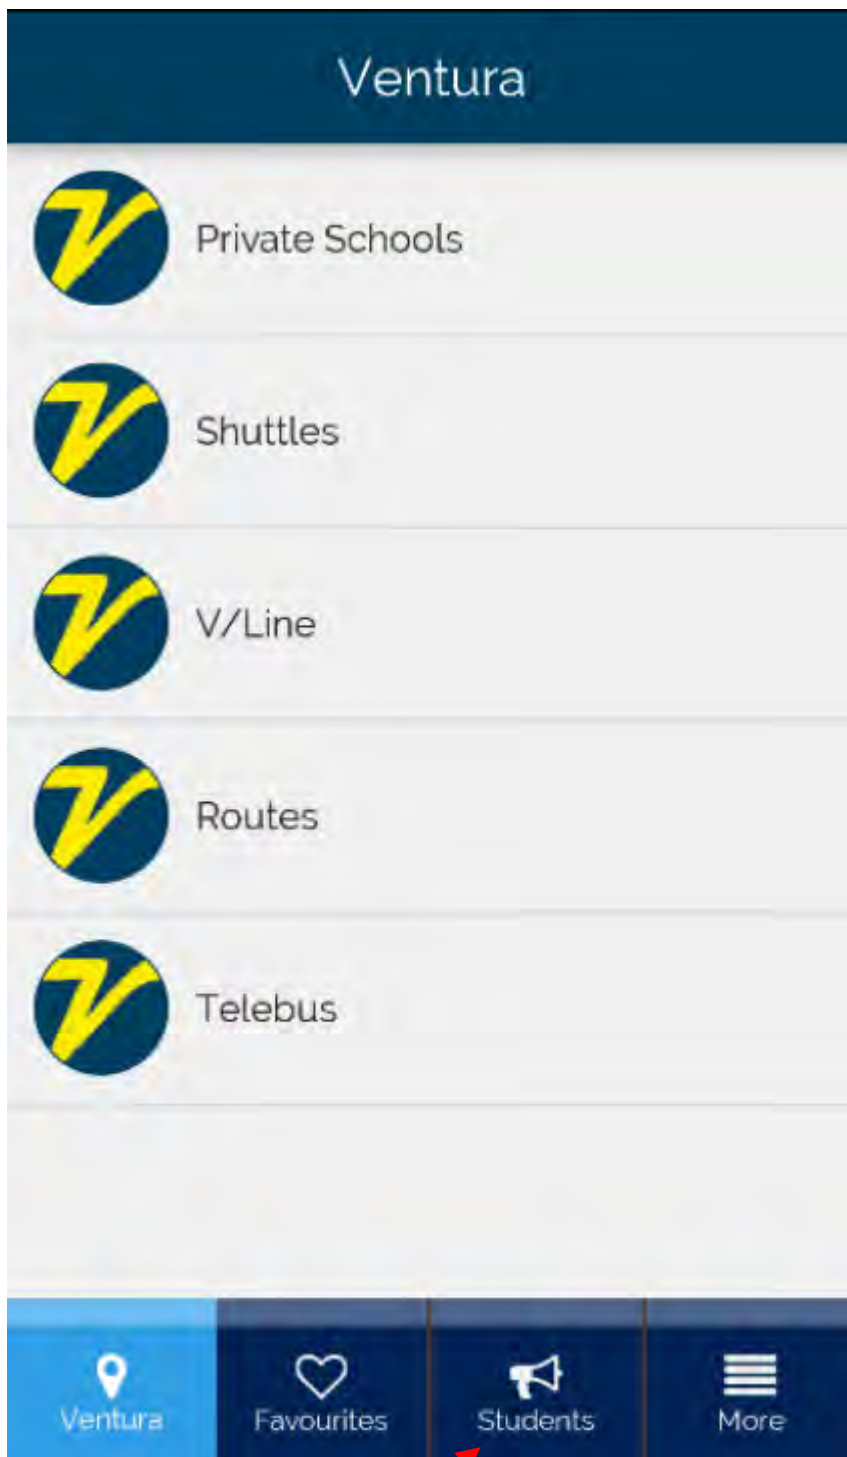 Ventura
Private Schools
Shuttles
V/Line
Routes
Telebus
Ventura
Favourites
Students
More